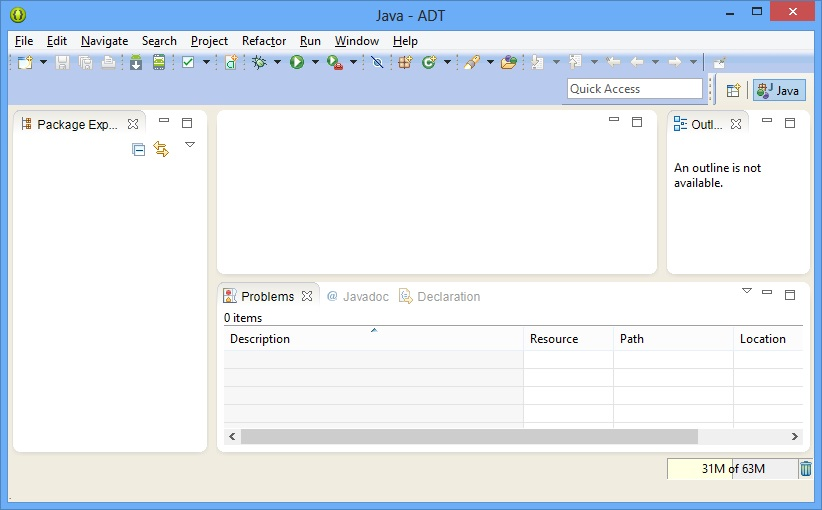 Java - ADT
File Edit Navigate Search Project Refactor Run Window Help
Quick Access
Java
Package Exp...
Outl...
An outline is not
available.
Problems @ Javadoc Declaration
0 items
Description Resource Path Location
31M of 63M